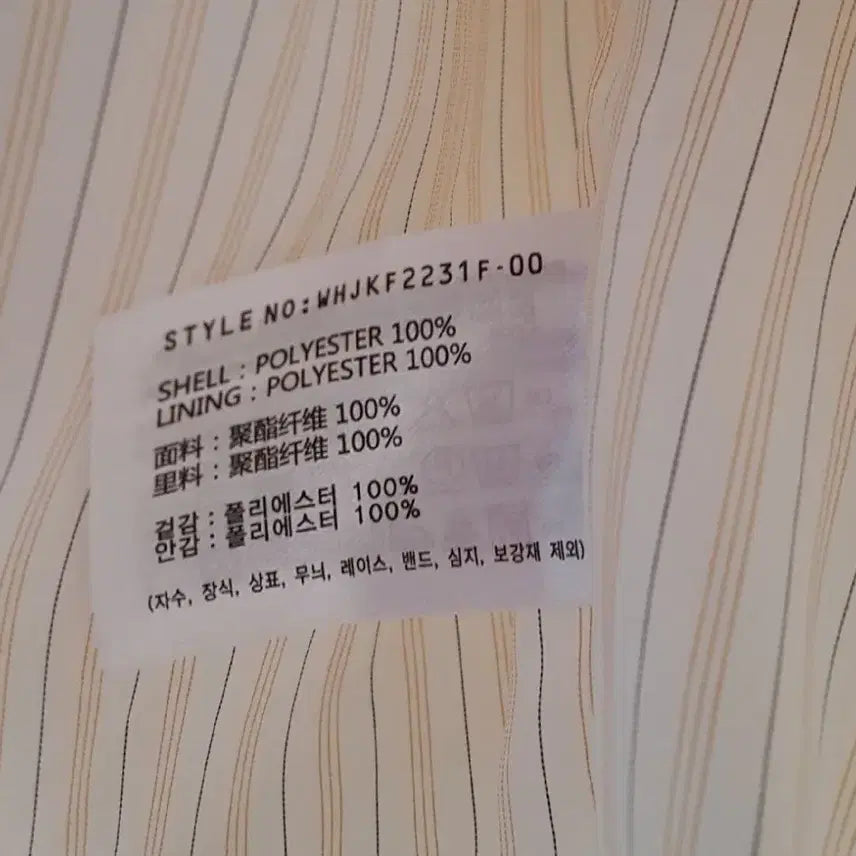 STYLE NO:WHJKF2231F-00
SHELL : POLYESTER 100%
LINING : POLYESTER 100%
面料 : 聚酯纤维 100%
里料 : 聚酯纤维 100%
겉감 : 폴리에스터 100%
안감 : 폴리에스터 100%
(자수, 장식, 상표, 무늬, 레이스, 밴드, 심지, 보강재 제외)